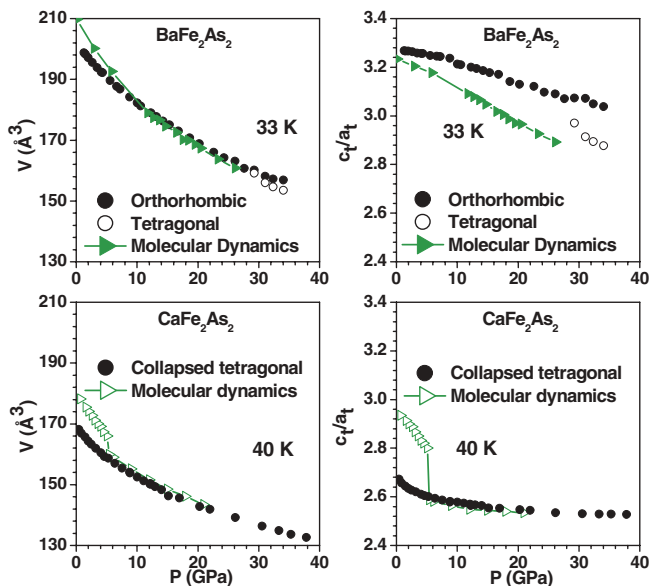 BaFe2As2
V (Å3)
33 K
Orthorhombic
Tetragonal
Molecular Dynamics
210
190
170
150
130
0 10 20 30 40
BaFe2As2
ct/at
33 K
Orthorhombic
Tetragonal
Molecular Dynamics
3.4
3.2
3.0
2.8
2.6
2.4
0 10 20 30 40
CaFe2As2
V (Å3)
Collapsed tetragonal
Molecular dynamics
40 K
210
190
170
150
130
0 10 20 30 40
P (GPa)
CaFe2As2
ct/at
Collapsed tetragonal
Molecular dynamics
40 K
3.4
3.2
3.0
2.8
2.6
2.4
0 10 20 30 40
P (GPa)